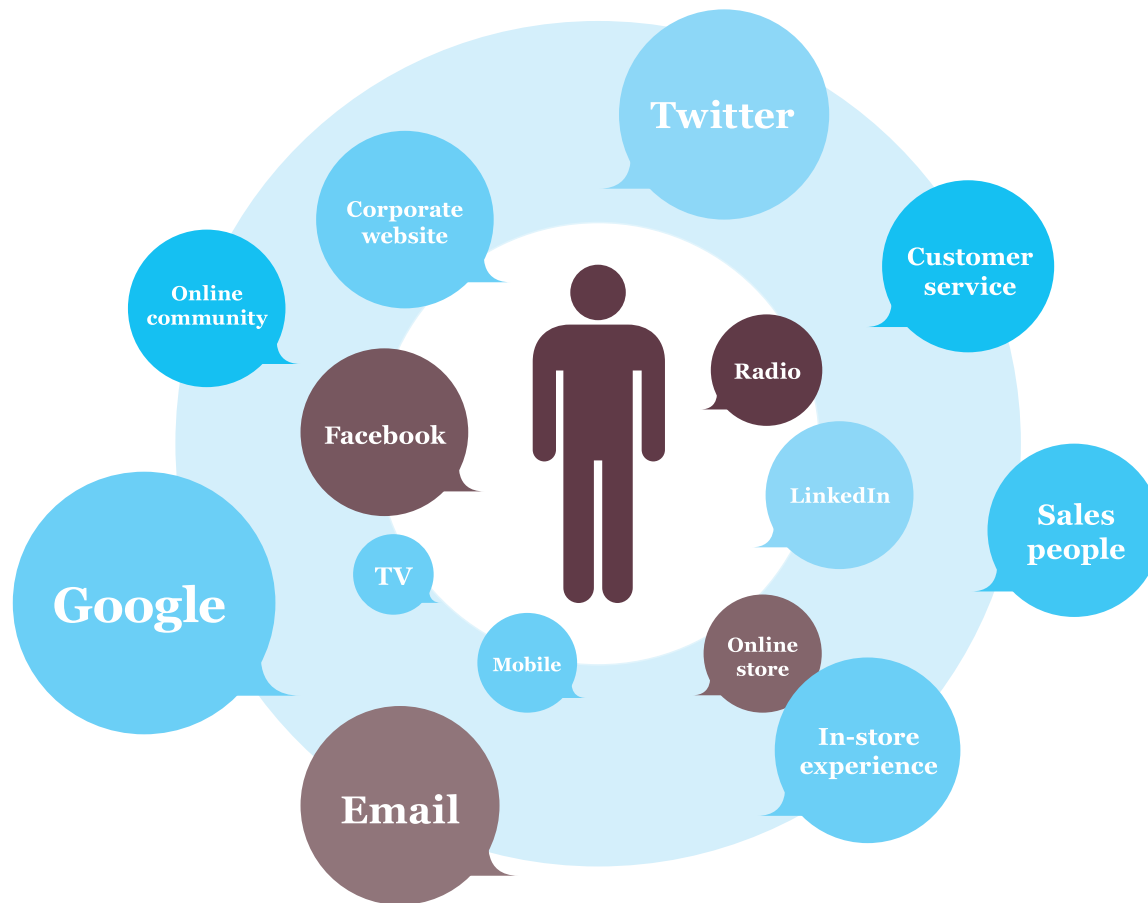 Twitter
Corporate
website
Customer
service
Online
community
Radio
Facebook
LinkedIn
Sales
people
TV
Google
Online
store
Mobile
In-store
experience
Email